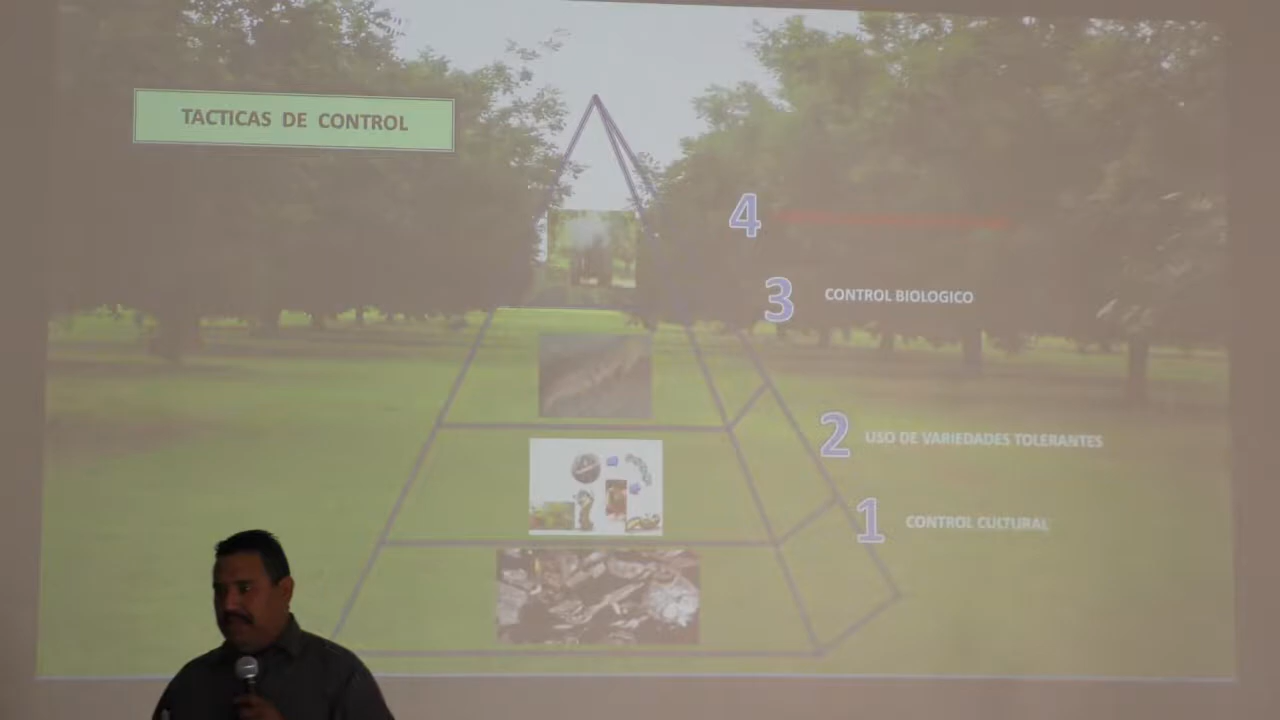 TACTICAS DE CONTROL
4
3 CONTROL BIOLOGICO
2 USO DE VARIEDADES TOLERANTES
1 CONTROL CULTURAL